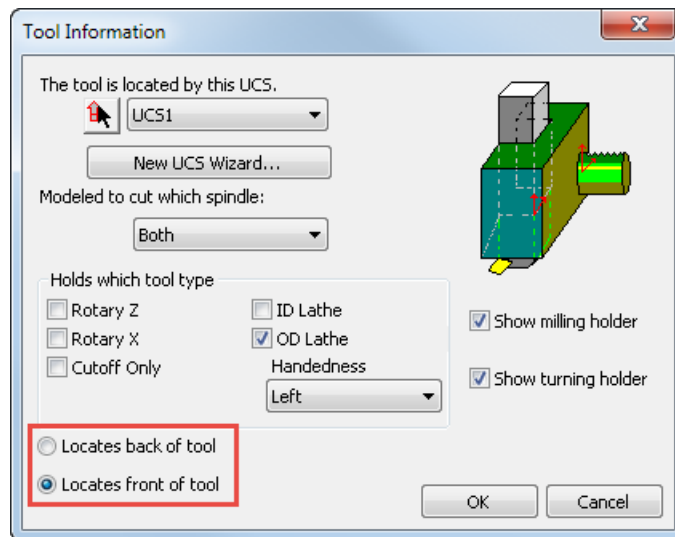 Tool Information
The tool is located by this UCS.
UCS1
New UCS Wizard...
Modeled to cut which spindle:
Both
Holds which tool type
Rotary Z
ID Lathe
Rotary X
OD Lathe
Cutoff Only
Handedness
Left
Show milling holder
Show turning holder
Locates back of tool
Locates front of tool
OK
Cancel